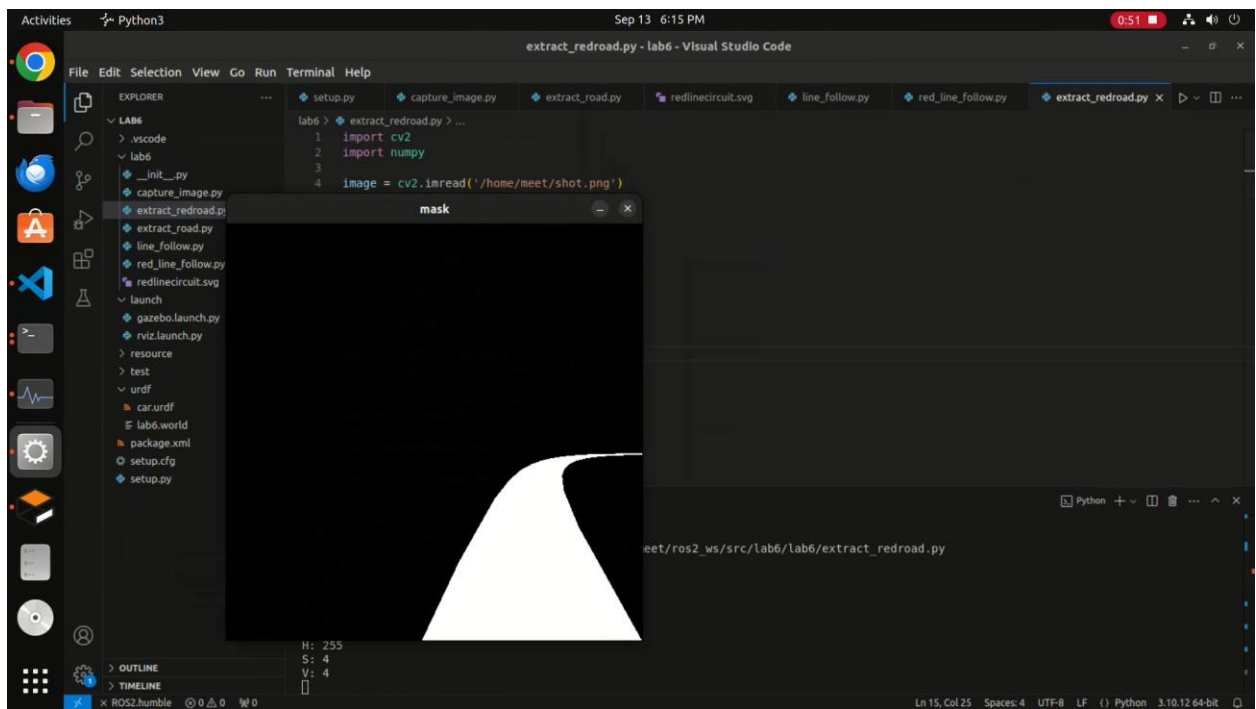 Activities
Python3
Sep 13 6:15 PM
0:51
extract_redroad.py - lab6 - Visual Studio Code
File Edit Selection View Go Run Terminal Help
EXPLORER
setup.py
capture_image.py
extract_road.py
redlinecircuit.svg
line_follow.py
red_line_follow.py
extract_redroad.py
LAB6
.vscode
lab6
__init__.py
capture_image.py
extract_redroad.py
extract_road.py
line_follow.py
red_line_follow.py
redlinecircuit.svg
launch
gazebo.launch.py
rviz.launch.py
resource
test
urdf
car.urdf
lab6.world
package.xml
setup.cfg
setup.py
OUTLINE
TIMELINE
lab6 > extract_redroad.py > ...
1 import cv2
2 import numpy
3
4 image = cv2.imread('/home/meet/shot.png')
mask
Python
eet/ros2_ws/src/lab6/lab6/extract_redroad.py
H: 255
S: 4
V: 4
ROS2.humble 0 0 0
Ln 15, Col 25 Spaces: 4 UTF-8 LF Python 3.10.12 64-bit